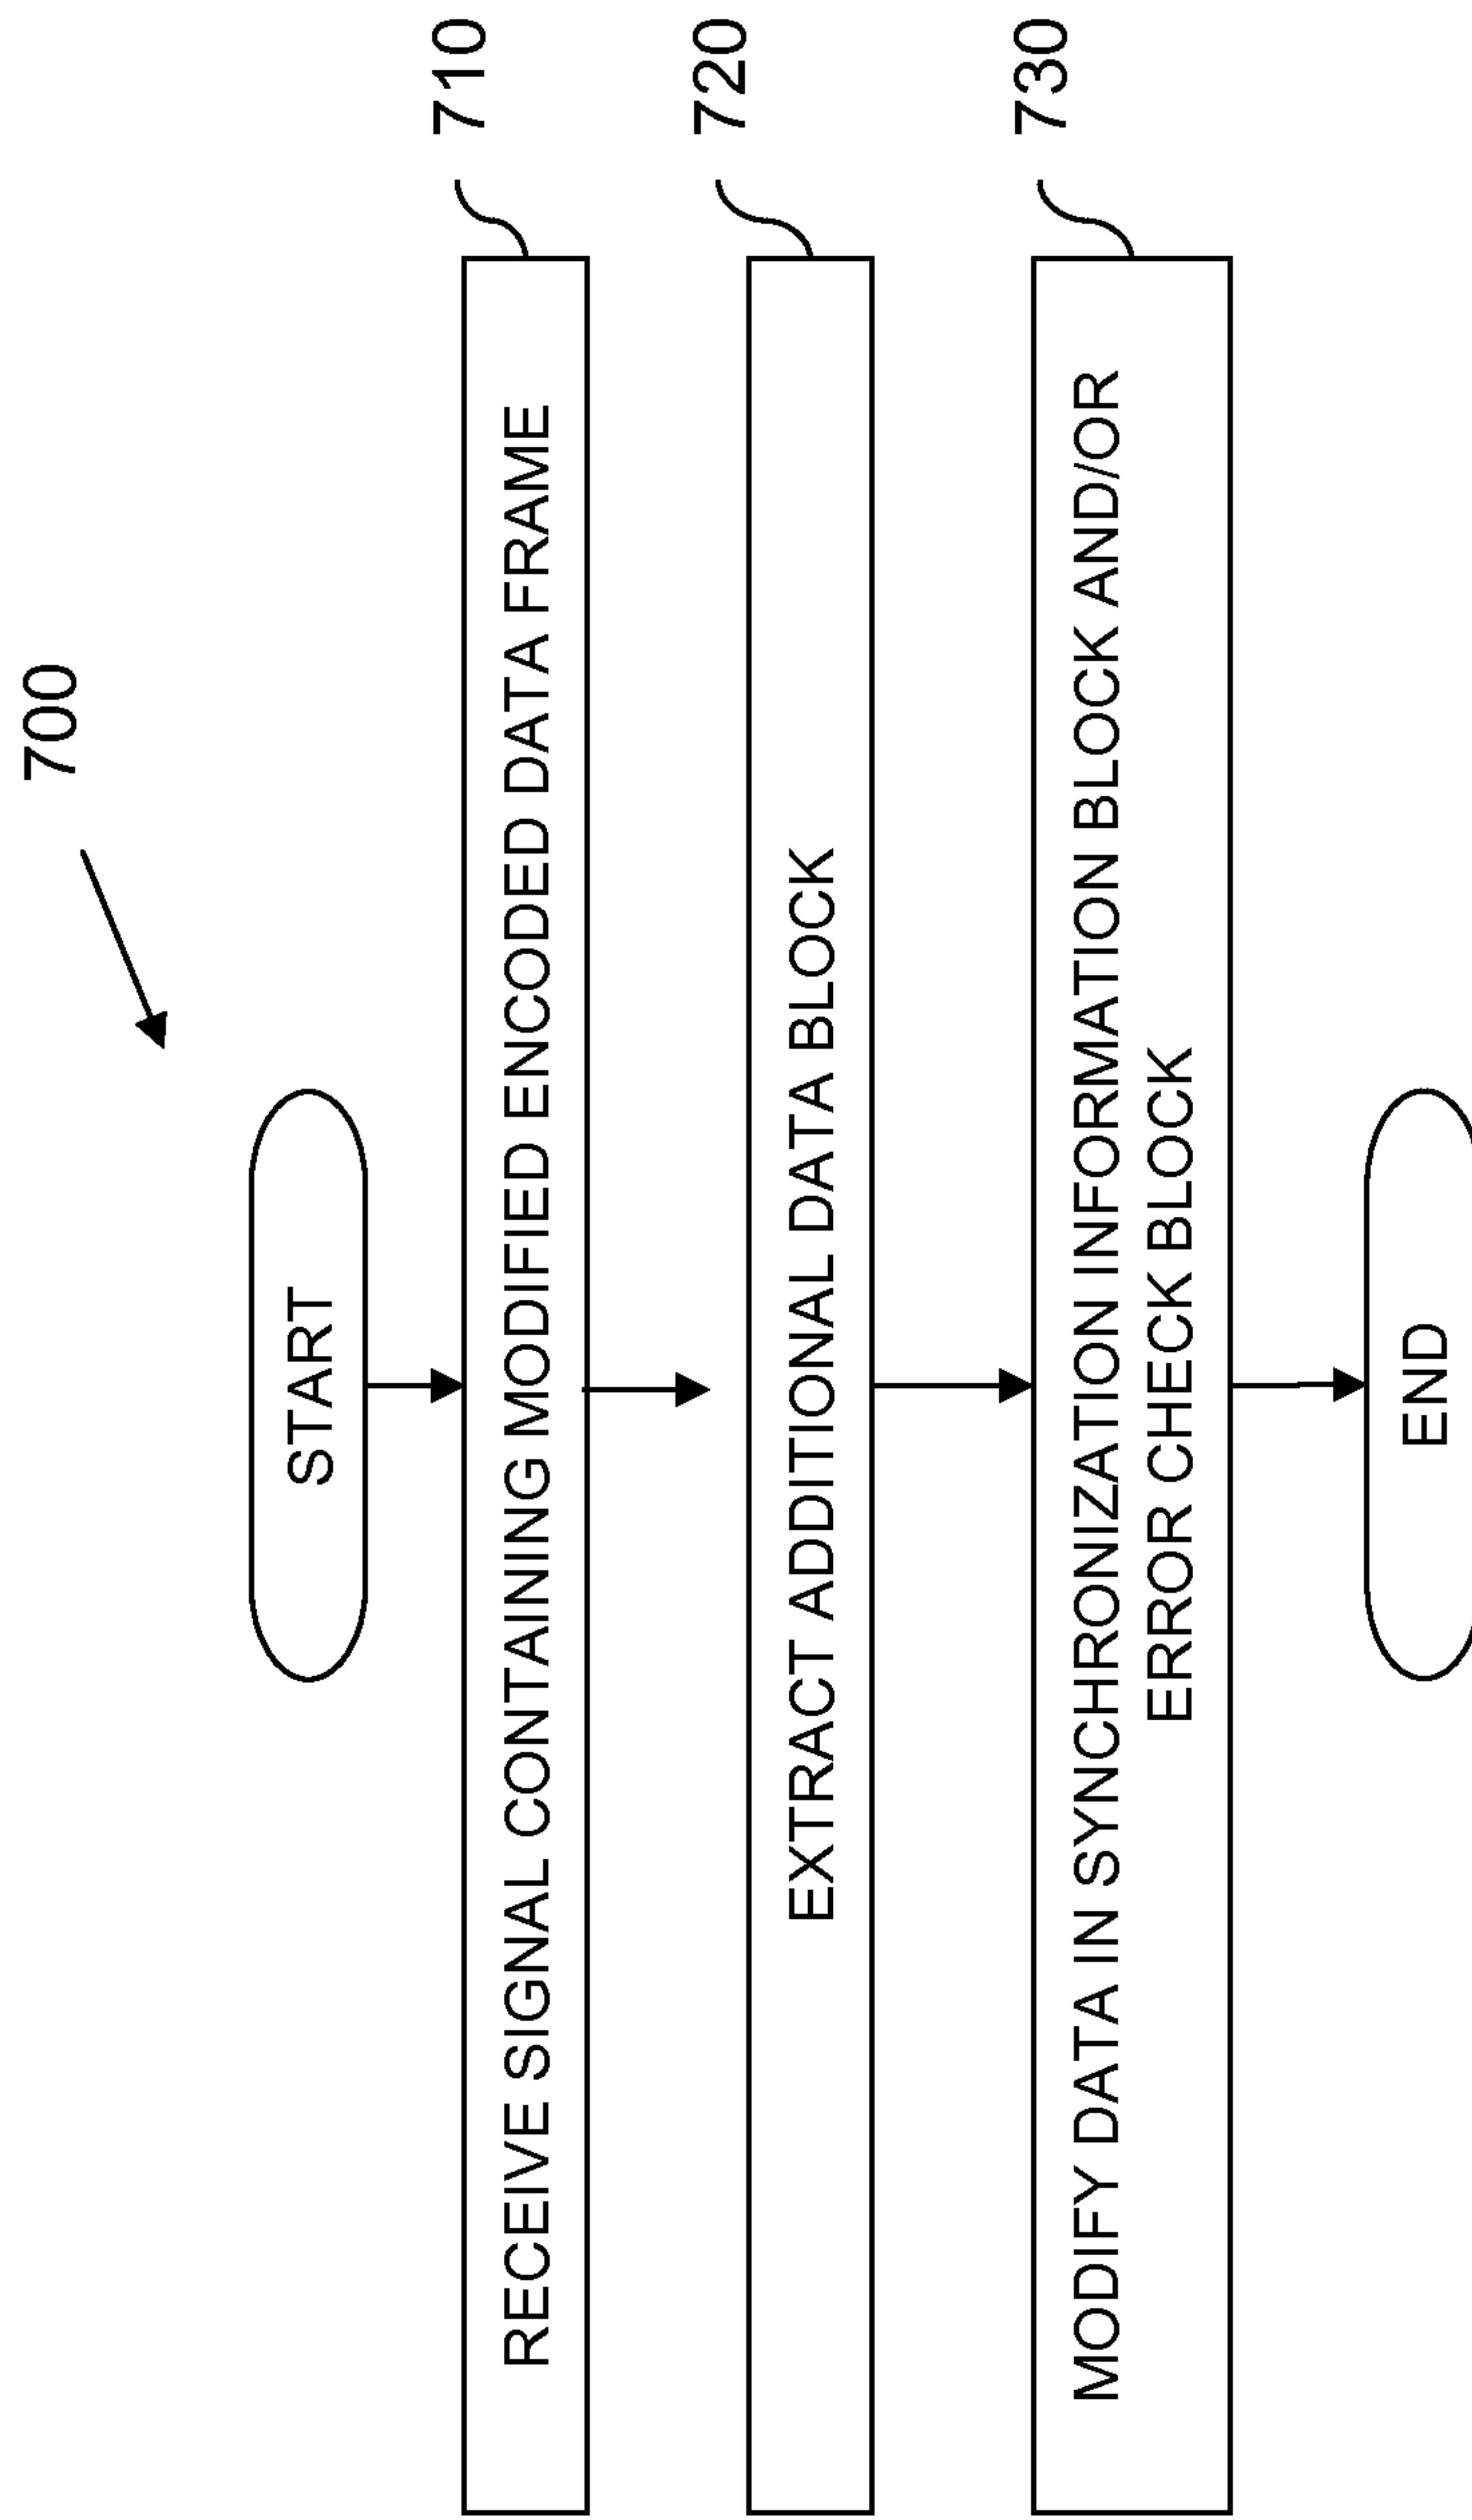 700
START
RECEIVE SIGNAL CONTAINING MODIFIED ENCODED DATA FRAME
710
EXTRACT ADDITIONAL DATA BLOCK
720
MODIFY DATA IN SYNCHRONIZATION INFORMATION BLOCK AND/OR
ERROR CHECK BLOCK
730
END